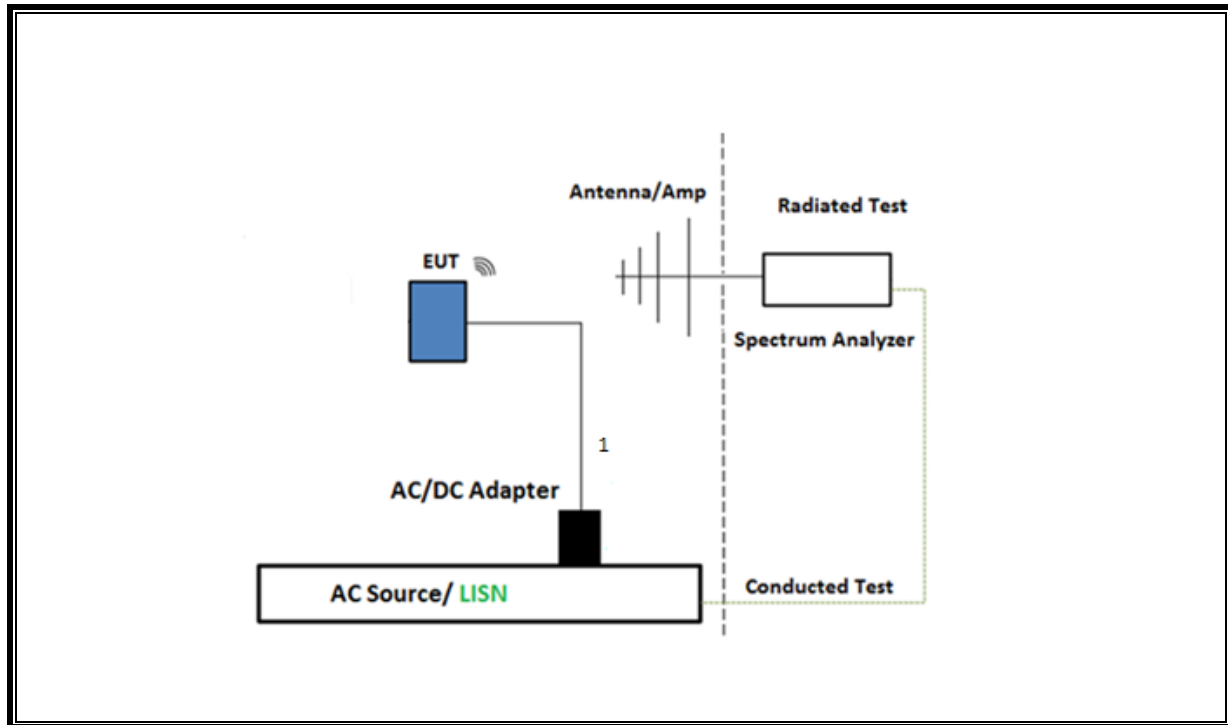 Antenna/Amp
Radiated Test
EUT
Spectrum Analyzer
1
AC/DC Adapter
AC Source/ LISN
Conducted Test